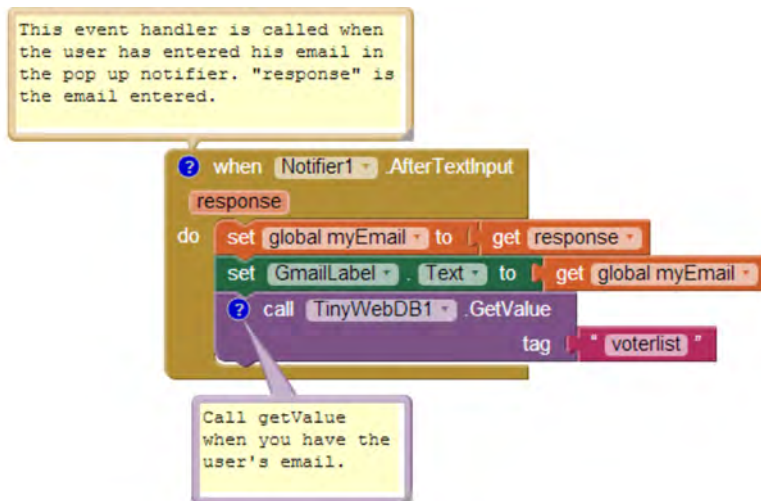 This event handler is called when
the user has entered his email in
the pop up notifier. "response" is
the email entered.
? when Notifier1 .AfterTextInput
response
do set global myEmail to get response
set GmailLabel . Text to get global myEmail
? call TinyWebDB1 .GetValue
tag " voterlist "
Call getValue
when you have the
user's email.